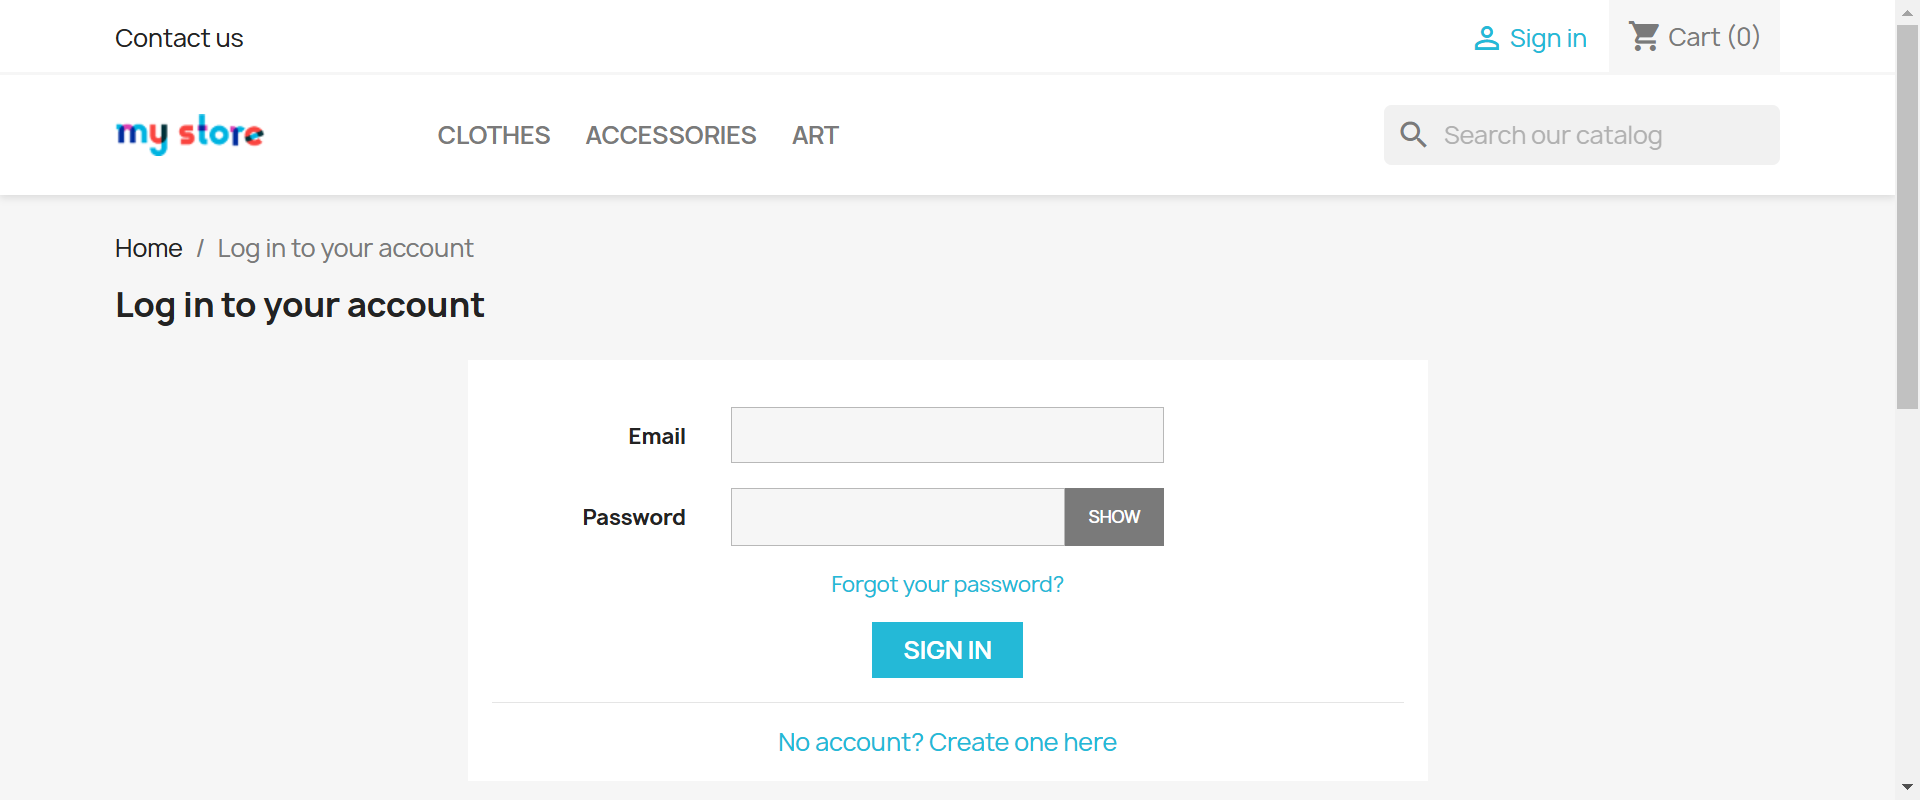 Contact us
Sign in
Cart (0)
my store
CLOTHES
ACCESSORIES
ART
Search our catalog
Home / Log in to your account
Log in to your account
Email
Password
SHOW
Forgot your password?
SIGN IN
No account? Create one here